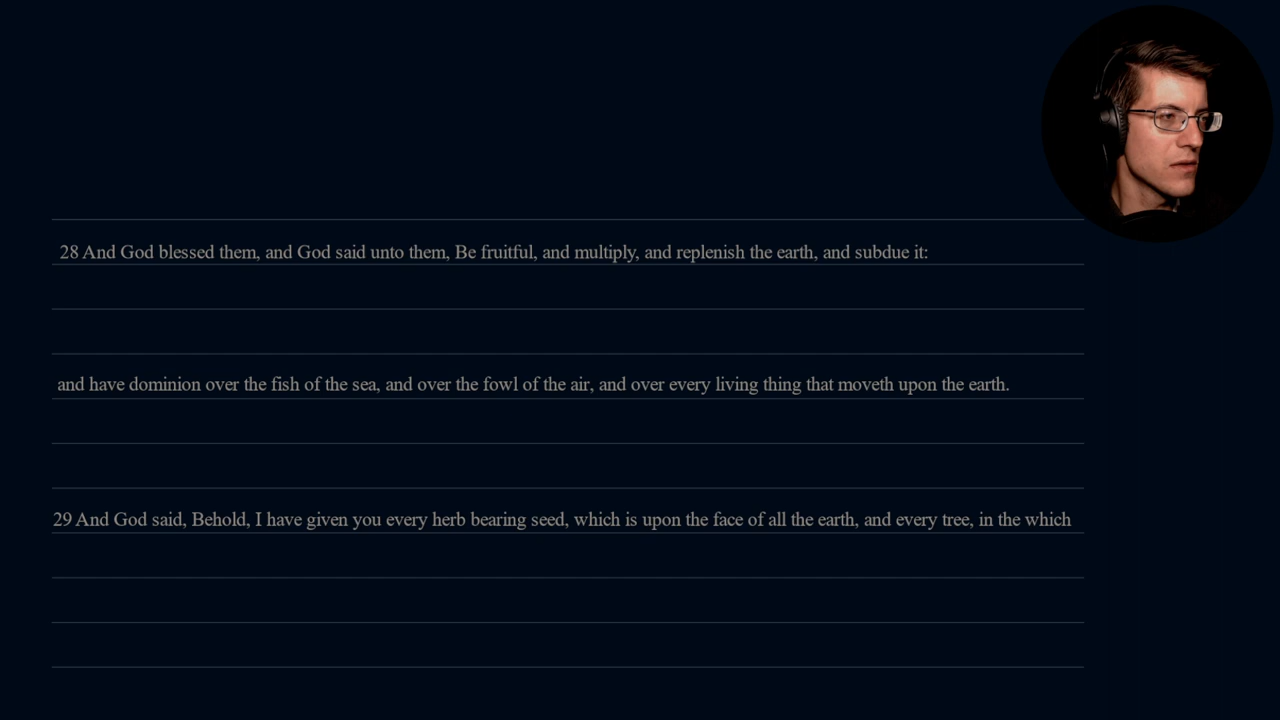 28 And God blessed them, and God said unto them, Be fruitful, and multiply, and replenish the earth, and subdue it:
and have dominion over the fish of the sea, and over the fowl of the air, and over every living thing that moveth upon the earth.
29 And God said, Behold, I have given you every herb bearing seed, which is upon the face of all the earth, and every tree, in the which